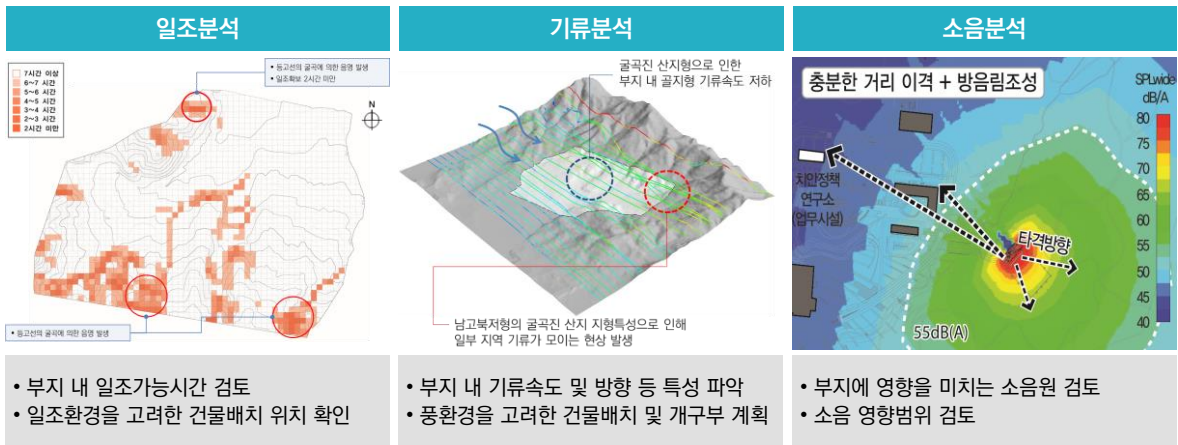 일조분석
7시간 이상
6~7 시간
5~6 시간
4~5 시간
3~4 시간
2~3 시간
2시간 미만
• 등고선의 굴곡에 의한 음영 발생
• 일조확보 2시간 미만
N
• 등고선의 굴곡에 의한 음영 발생
• 부지 내 일조가능시간 검토
• 일조환경을 고려한 건물배치 위치 확인
기류분석
굴곡진 산지형으로 인한
부지 내 골지형 기류속도 저하
남고북저형의 굴곡진 산지 지형특성으로 인해
일부 지역 기류가 모이는 현상 발생
• 부지 내 기류속도 및 방향 등 특성 파악
• 풍환경을 고려한 건물배치 및 개구부 계획
소음분석
충분한 거리 이격 + 방음림조성
SPLwide
dB/A
80
75
70
65
60
55
50
45
40
치안정책
연구소
(업무시설)
타격방향
55dB(A)
• 부지에 영향을 미치는 소음원 검토
• 소음 영향범위 검토